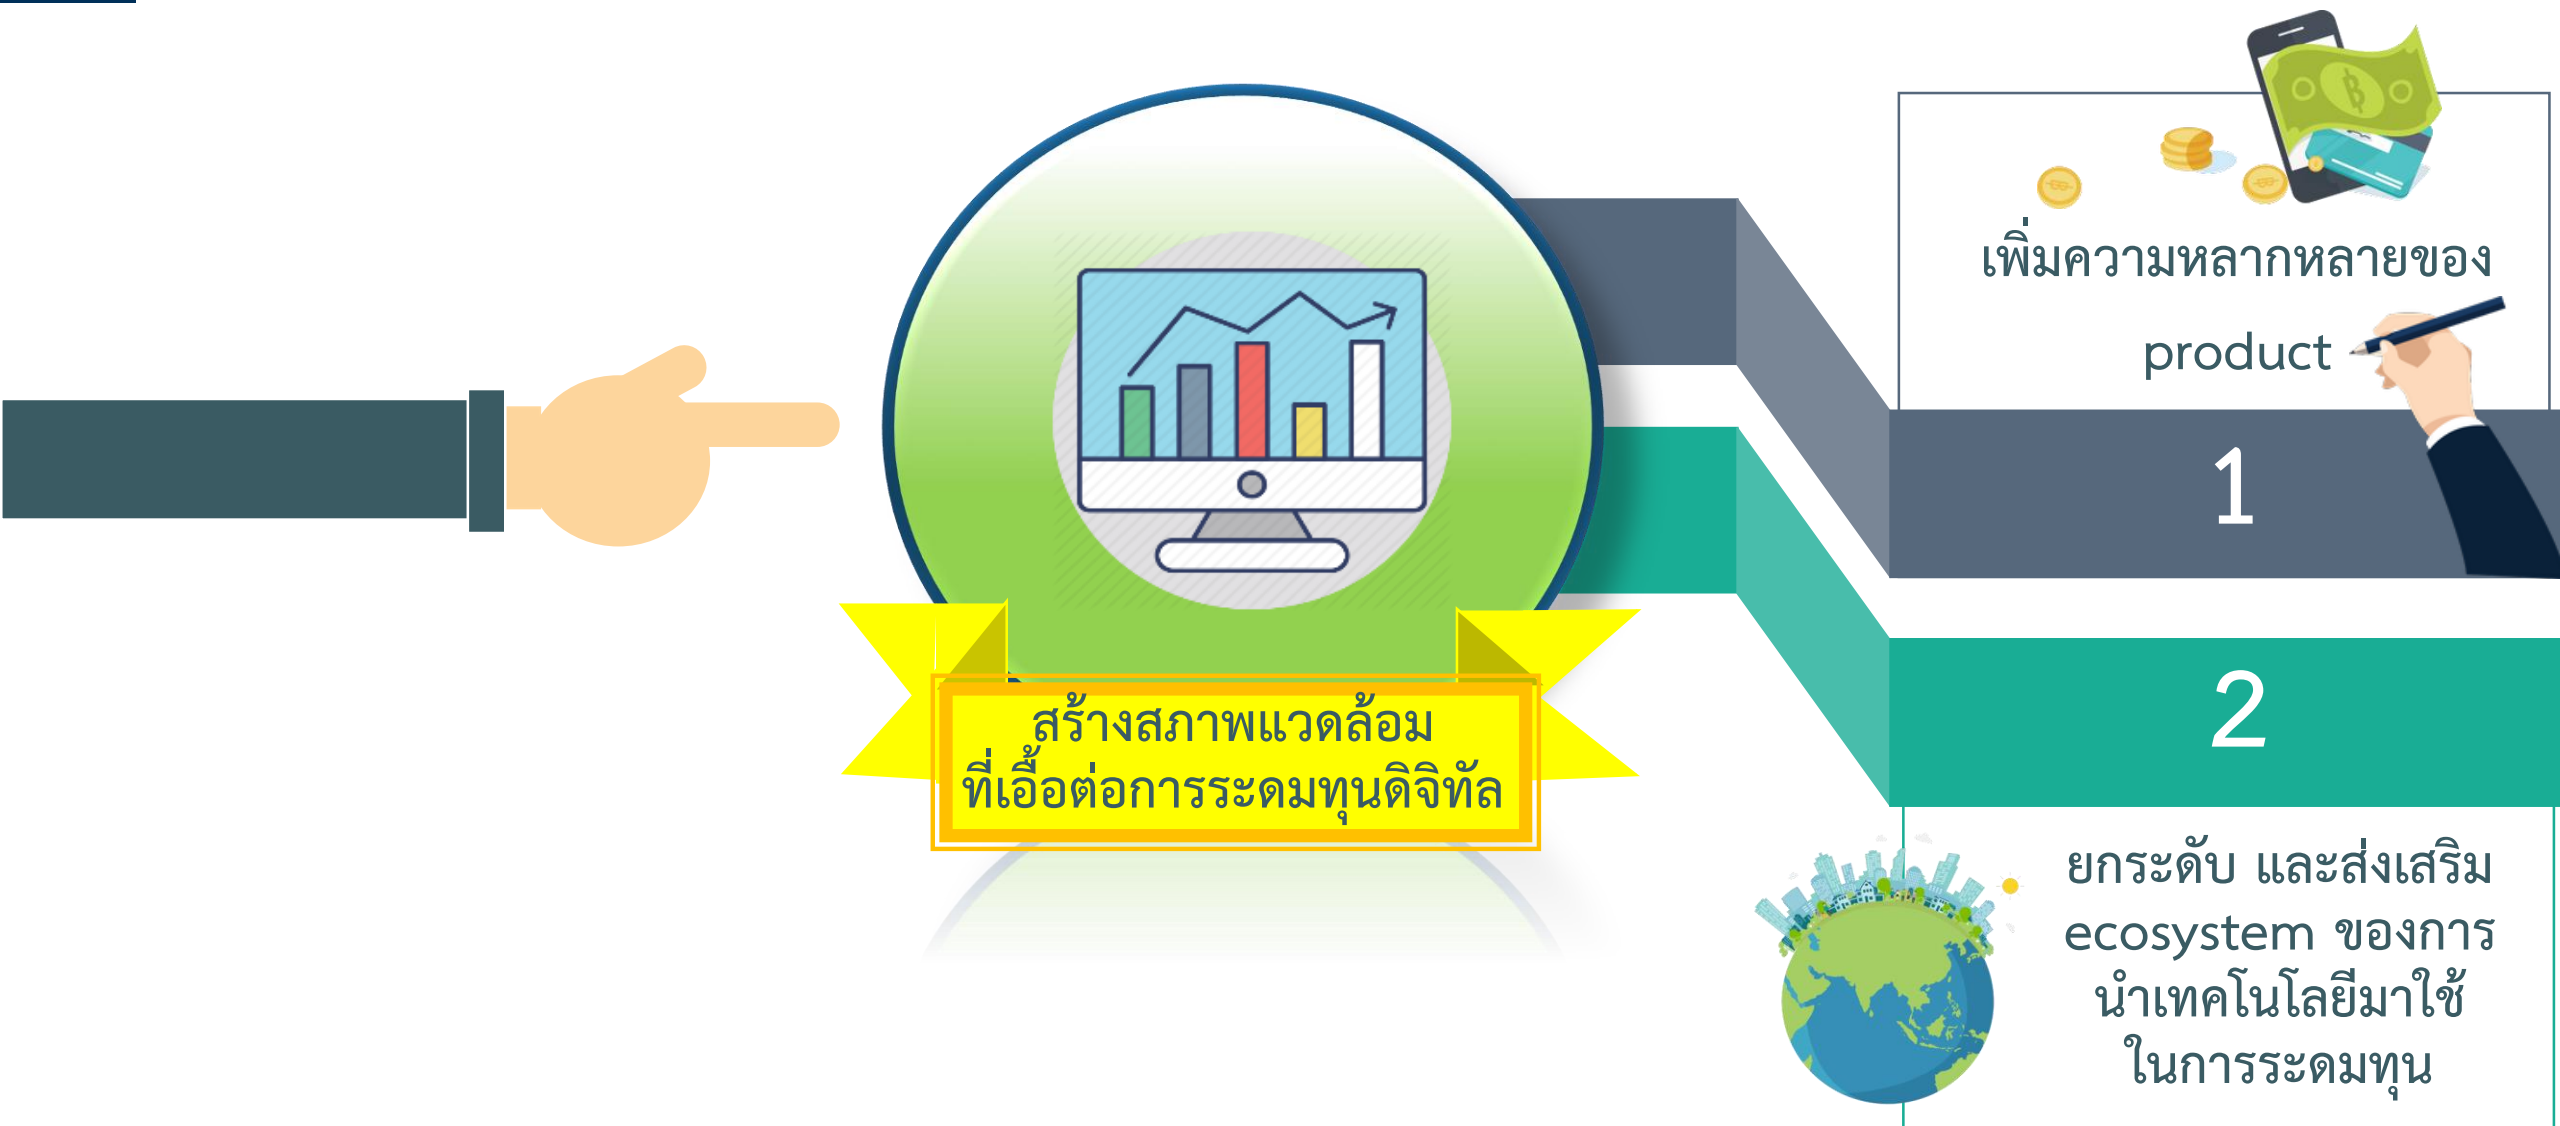 สร้างสภาพแวดล้อม
ที่เอื้อต่อการระดมทุนดิจิทัล
เพิ่มความหลากหลายของ
product
1
2
ยกระดับ และส่งเสริม
ecosystem ของการ
นำเทคโนโลยีมาใช้
ในการระดมทุน